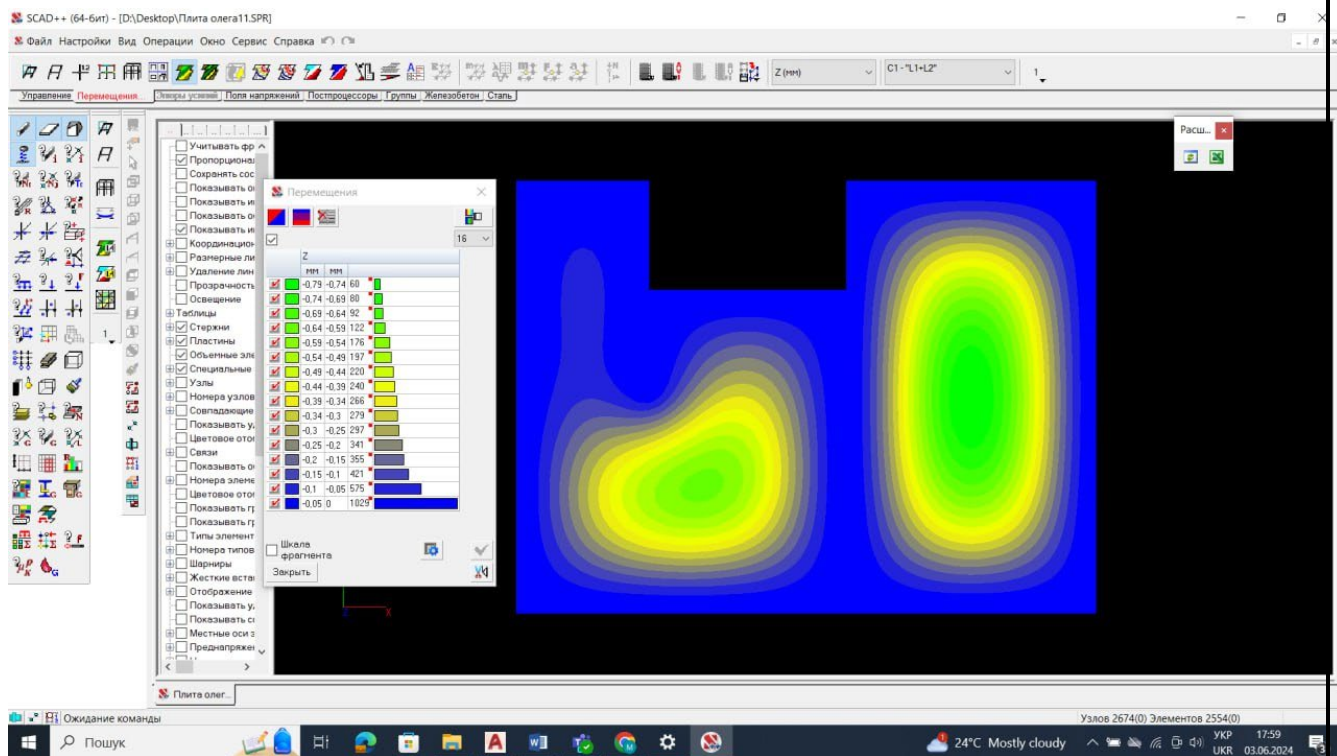 SCAD++ (64-бит) - [D:\Desktop\Плита олега11.SPR]
Файл Настройки Вид Операции Окно Сервис Справка
Z (мм)
C1 - "L1+L2"
1
Управление Перемещения Эпюры усилий Поля напряжений Постпроцессоры Группы Железобетон Сталь
Учитывать фр
Пропорциона
Сохранять сос
Показывать
Показывать и
Показывать
Показывать и
Координацион
Размерные ли
Удаление лин
Прозрачность
Освещение
Таблицы
Стержни
Пластины
Объемные эле
Специальные
Узлы
Номера узлов
Совпадающие
Показывать у
Цветовое ото
Связи
Показывать
Номера элеме
Цветовое ото
Показывать гр
Показывать гр
Типы элемент
Номера типов
Шарниры
Жесткие вста
Отображение
Показывать у
Показывать с
Местные оси э
Преднапряже
Перемещения
16
Z
мм мм
-0,79 -0,74 60
-0,74 -0,69 80
-0,69 -0,64 92
-0,64 -0,59 122
-0,59 -0,54 176
-0,54 -0,49 197
-0,49 -0,44 220
-0,44 -0,39 240
-0,39 -0,34 266
-0,34 -0,3 279
-0,3 -0,25 297
-0,25 -0,2 341
-0,2 -0,15 355
-0,15 -0,1 421
-0,1 -0,05 575
-0,05 0 1029
Шкала
фрагмента
Закрыть
Расш...
Z X
1
Плита олег...
Ожидание команды
Узлов 2674(0) Элементов 2554(0)
Пошук
24°C Mostly cloudy
УКР
UKR
17:59
03.06.2024